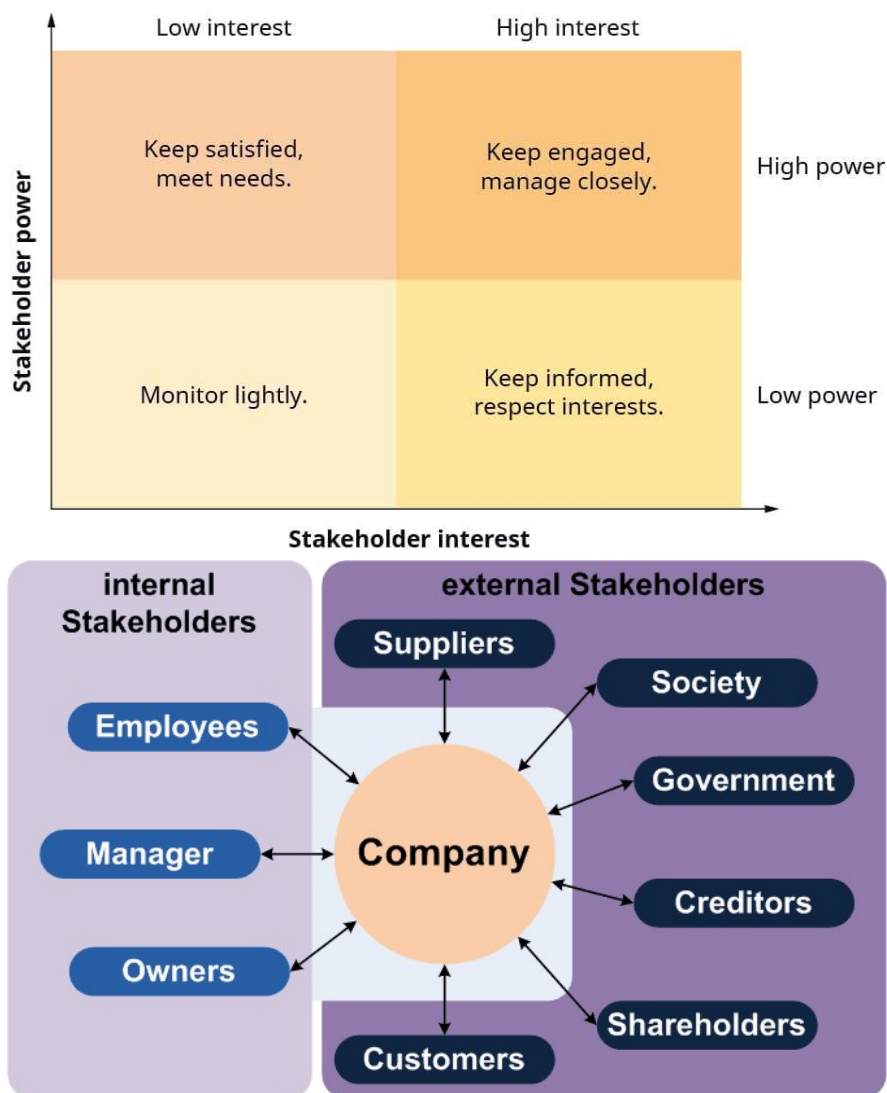 Low interest
High interest
Keep satisfied,
meet needs.
Keep engaged,
manage closely.
High power
Stakeholder power
Monitor lightly.
Keep informed,
respect interests.
Low power
Stakeholder interest
internal
Stakeholders
external Stakeholders
Suppliers
Society
Employees
Government
Manager
Company
Creditors
Owners
Shareholders
Customers